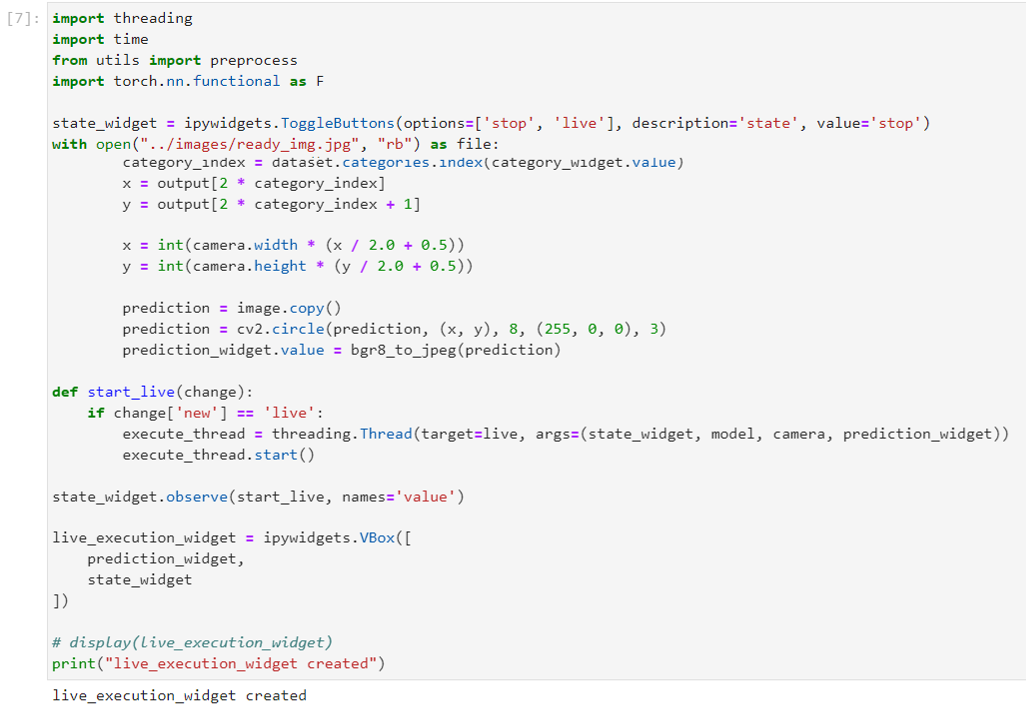 [7]:
import threading
import time
from utils import preprocess
import torch.nn.functional as F
state_widget = ipywidgets.ToggleButtons(options=['stop', 'live'], description='state', value='stop')
with open("../images/ready_img.jpg", "rb") as file:
category_index = dataset.categories.index(category_widget.value)
x = output[2 * category_index]
y = output[2 * category_index + 1]
x = int(camera.width * (x / 2.0 + 0.5))
y = int(camera.height * (y / 2.0 + 0.5))
prediction = image.copy()
prediction = cv2.circle(prediction, (x, y), 8, (255, 0, 0), 3)
prediction_widget.value = bgr8_to_jpeg(prediction)
def start_live(change):
if change['new'] == 'live':
execute_thread = threading.Thread(target=live, args=(state_widget, model, camera, prediction_widget))
execute_thread.start()
state_widget.observe(start_live, names='value')
live_execution_widget = ipywidgets.VBox([
prediction_widget,
state_widget
])
# display(live_execution_widget)
print("live_execution_widget created")
live_execution_widget created